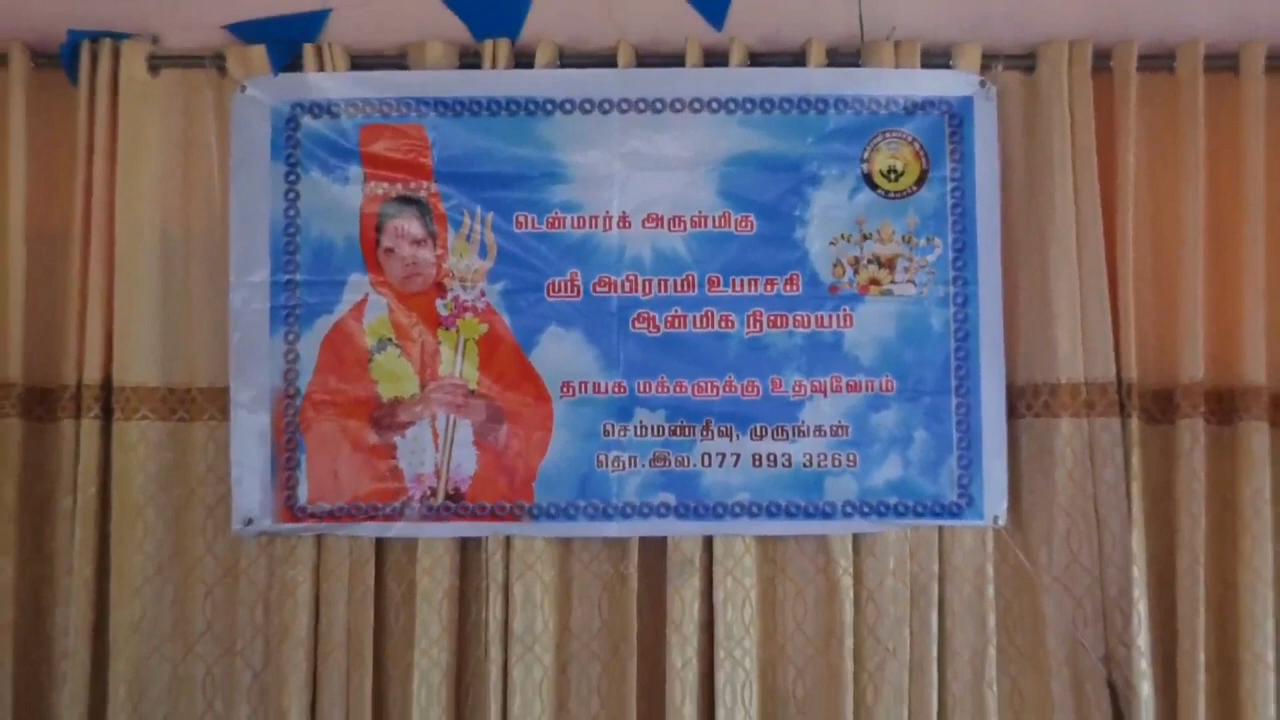 டென்மார்க் அருள்மிகு
ஸ்ரீ அபிராமி உபாசகி
ஆன்மிக நிலையம்
தாயக மக்களுக்கு உதவுவோம்
செம்மண்தீவு, முருங்கன்
தொ.இல.077 893 3269